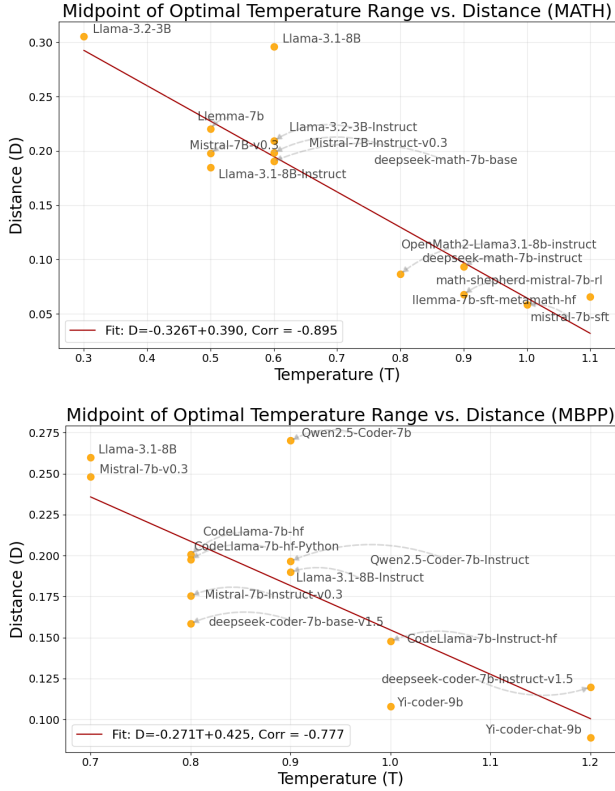 Midpoint of Optimal Temperature Range vs. Distance (MATH)
Llama-3.2-3B
Llama-3.1-8B
Llemma-7b
Llama-3.2-3B-Instruct
Mistral-7B-v0.3
Mistral-7B-Instruct-v0.3
deepseek-math-7b-base
Llama-3.1-8B-Instruct
OpenMath2-Llama3.1-8b-instruct
deepseek-math-7b-instruct
math-shepherd-mistral-7b-rl
llemma-7b-sft-metamath-hf
mistral-7b-sft
Fit: D=-0.326T+0.390, Corr = -0.895
Distance (D)
0.30
0.25
0.20
0.15
0.10
0.05
0.3 0.4 0.5 0.6 0.7 0.8 0.9 1.0 1.1
Temperature (T)
Midpoint of Optimal Temperature Range vs. Distance (MBPP)
Qwen2.5-Coder-7b
Llama-3.1-8B
Mistral-7b-v0.3
CodeLlama-7b-hf
CodeLlama-7b-hf-Python
Qwen2.5-Coder-7b-Instruct
Llama-3.1-8B-Instruct
Mistral-7b-Instruct-v0.3
deepseek-coder-7b-base-v1.5
CodeLlama-7b-Instruct-hf
deepseek-coder-7b-Instruct-v1.5
Yi-coder-9b
Yi-coder-chat-9b
Fit: D=-0.271T+0.425, Corr = -0.777
Distance (D)
0.275
0.250
0.225
0.200
0.175
0.150
0.125
0.100
0.7 0.8 0.9 1.0 1.1 1.2
Temperature (T)